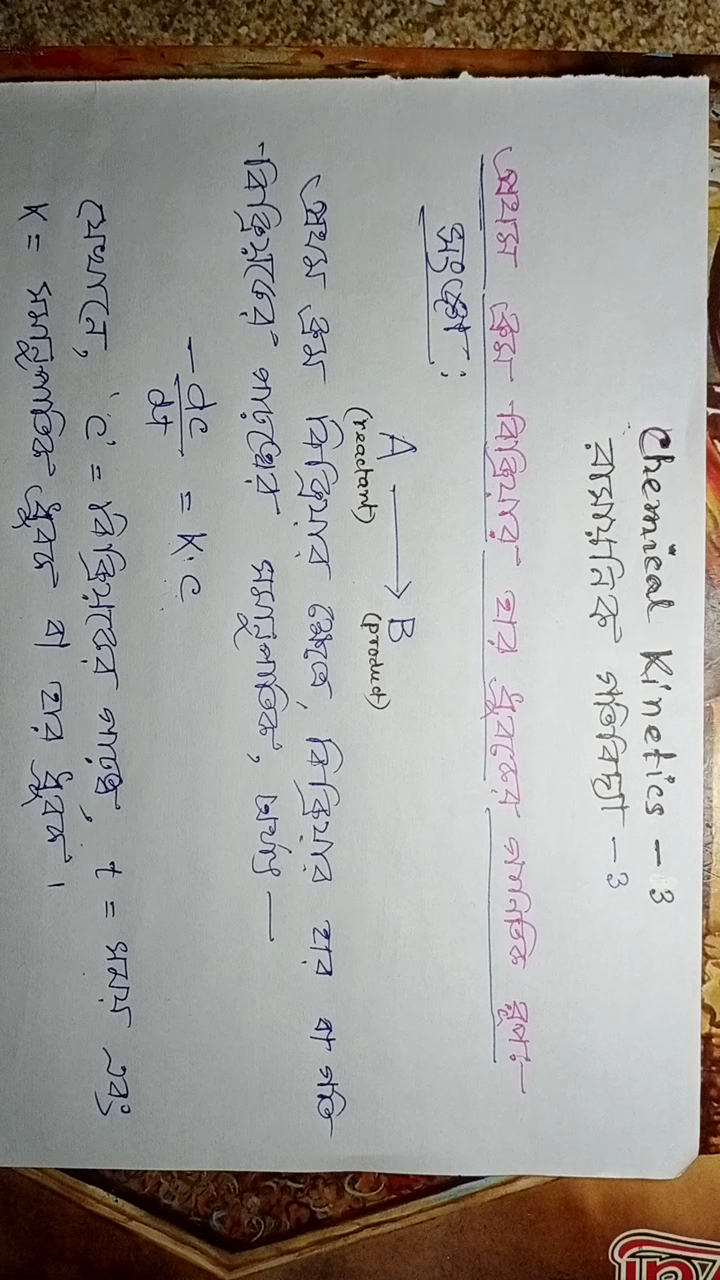 Chemical Kinetics - 3
রাসায়নিক গতিবিদ্যা - 3
প্রথম ক্রম বিক্রিয়ার হার ধ্রুবকের গানিতিক রূপ :-
সংক্ষেপ :
A ⟶ B
(reactant) (product)
প্রথম ক্রম বিক্রিয়ার ক্ষেত্রে, বিক্রিয়ার হার বা গতি
বিক্রিয়কের গাঢ়ত্বের সমানুপাতিক, অর্থাৎ —
- dc/dt = K·C
যেখানে, 'C' = বিক্রিয়কের গাঢ়ত্ব, t = সময় এবং
K = সমানুপাতিক ধ্রুবক বা হার ধ্রুবক।